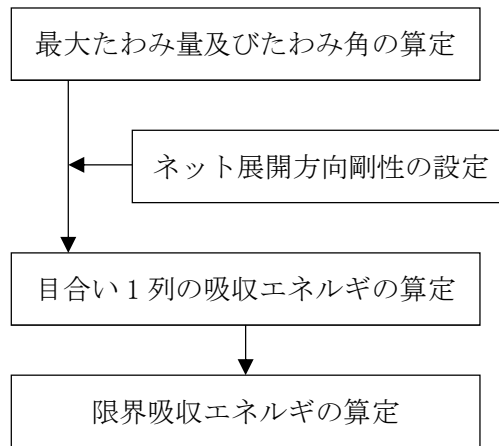 最大たわみ量及びたわみ角の算定
ネット展開方向剛性の設定
目合い1列の吸収エネルギの算定
限界吸収エネルギの算定